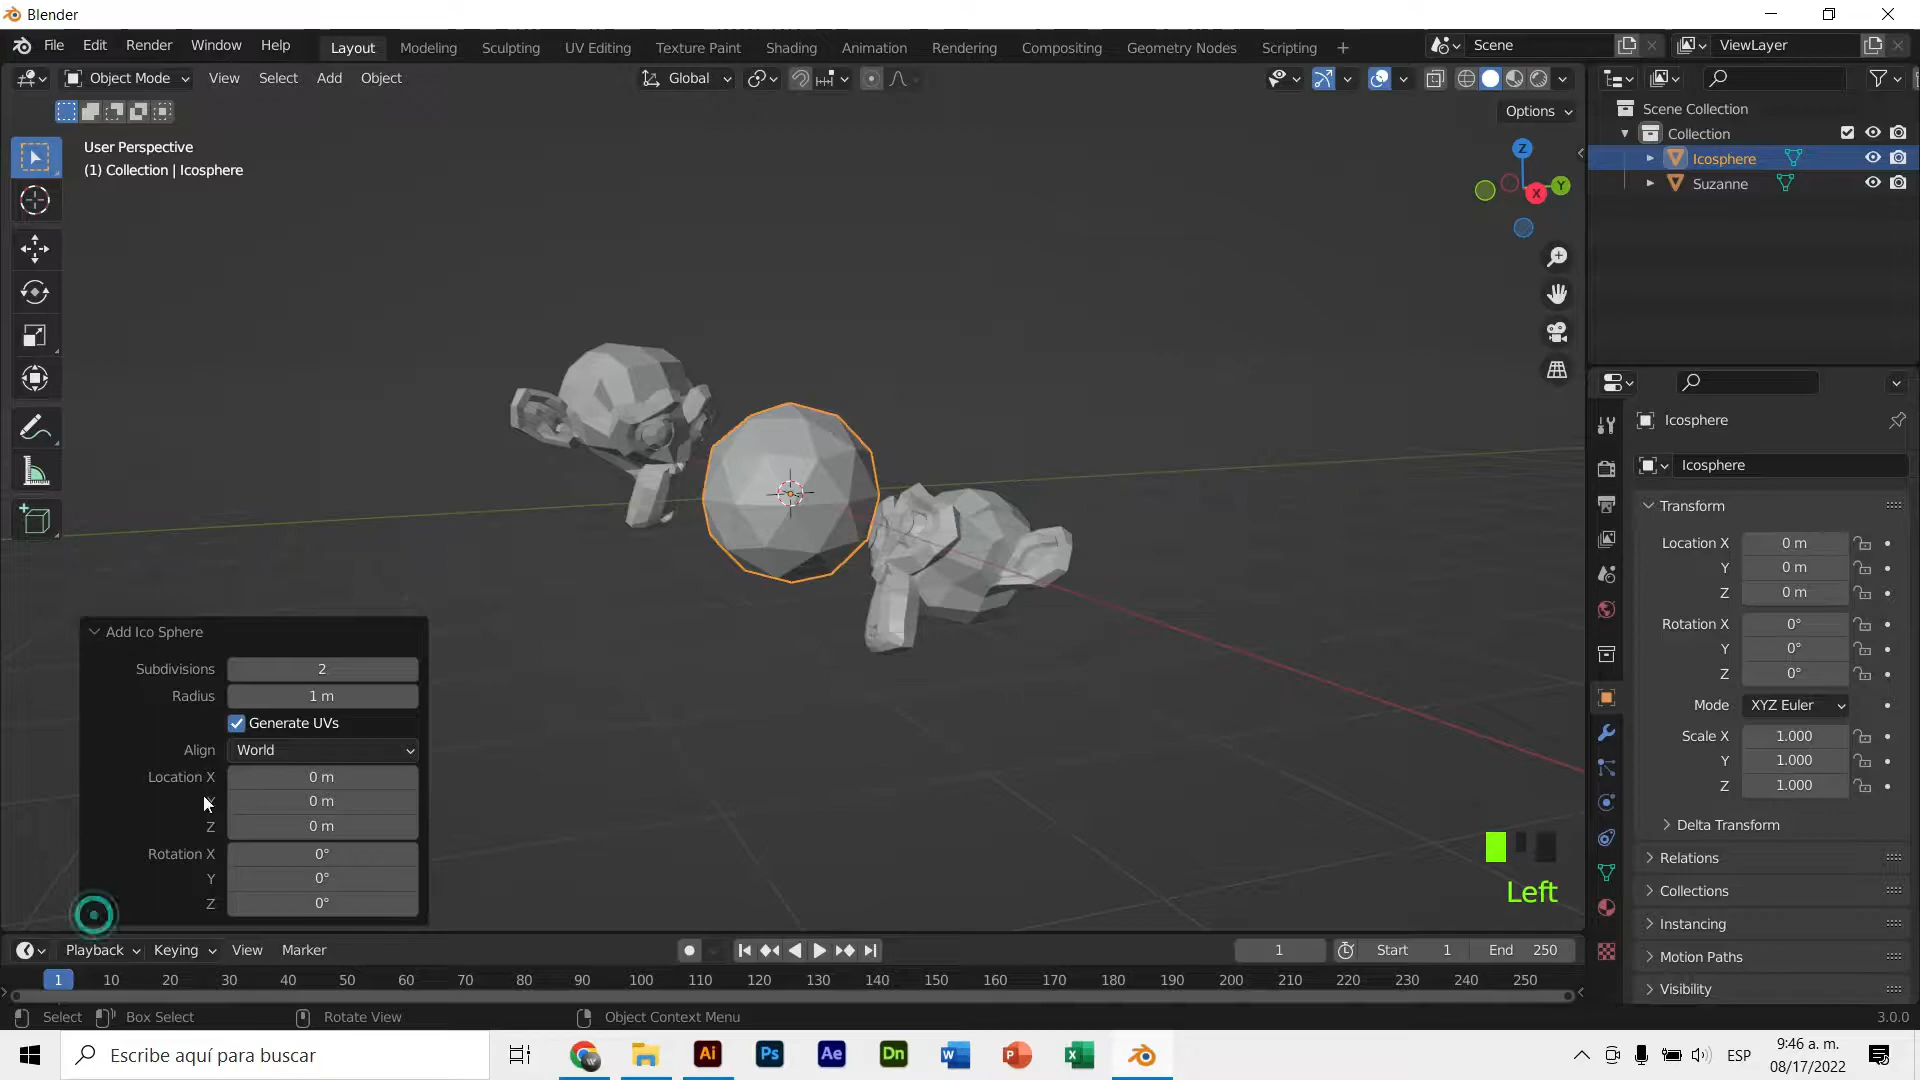 Blender
File Edit Render Window Help
Layout Modeling Sculpting UV Editing Texture Paint Shading Animation Rendering Compositing Geometry Nodes Scripting +
Scene
ViewLayer
Object Mode View Select Add Object
Global
Options
User Perspective
(1) Collection | Icosphere
Z
Y
X
Scene Collection
Collection
Icosphere
Suzanne
Icosphere
Icosphere
Transform
Location X 0 m
Y 0 m
Z 0 m
Rotation X 0°
Y 0°
Z 0°
Mode XYZ Euler
Scale X 1.000
Y 1.000
Z 1.000
Delta Transform
Relations
Collections
Instancing
Motion Paths
Visibility
Add Ico Sphere
Subdivisions 2
Radius 1 m
Generate UVs
Align World
Location X 0 m
0 m
Z 0 m
Rotation X 0°
Y 0°
Z 0°
Left
Playback Keying View Marker
1
Start 1 End 250
1 10 20 30 40 50 60 70 80 90 100 110 120 130 140 150 160 170 180 190 200 210 220 230 240 250
Select Box Select Rotate View Object Context Menu
3.0.0
Escribe aquí para buscar
Ai Ps Ae Dn W P X
ESP
9:46 a. m.
08/17/2022